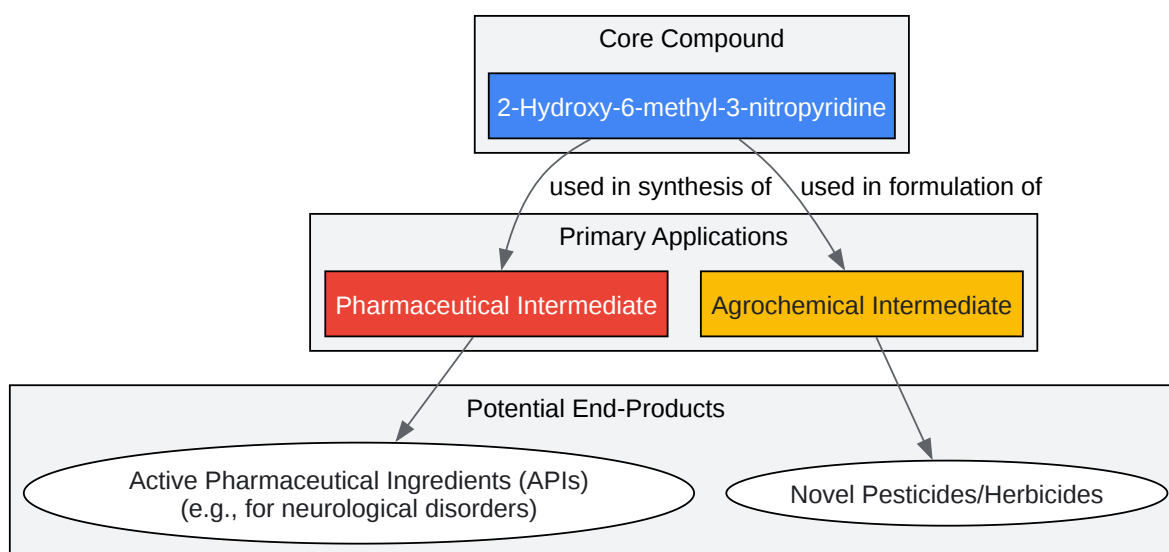 Core Compound
2-Hydroxy-6-methyl-3-nitropyridine
used in synthesis of
used in formulation of
Primary Applications
Pharmaceutical Intermediate
Agrochemical Intermediate
Potential End-Products
Active Pharmaceutical Ingredients (APIs)
(e.g., for neurological disorders)
Novel Pesticides/Herbicides